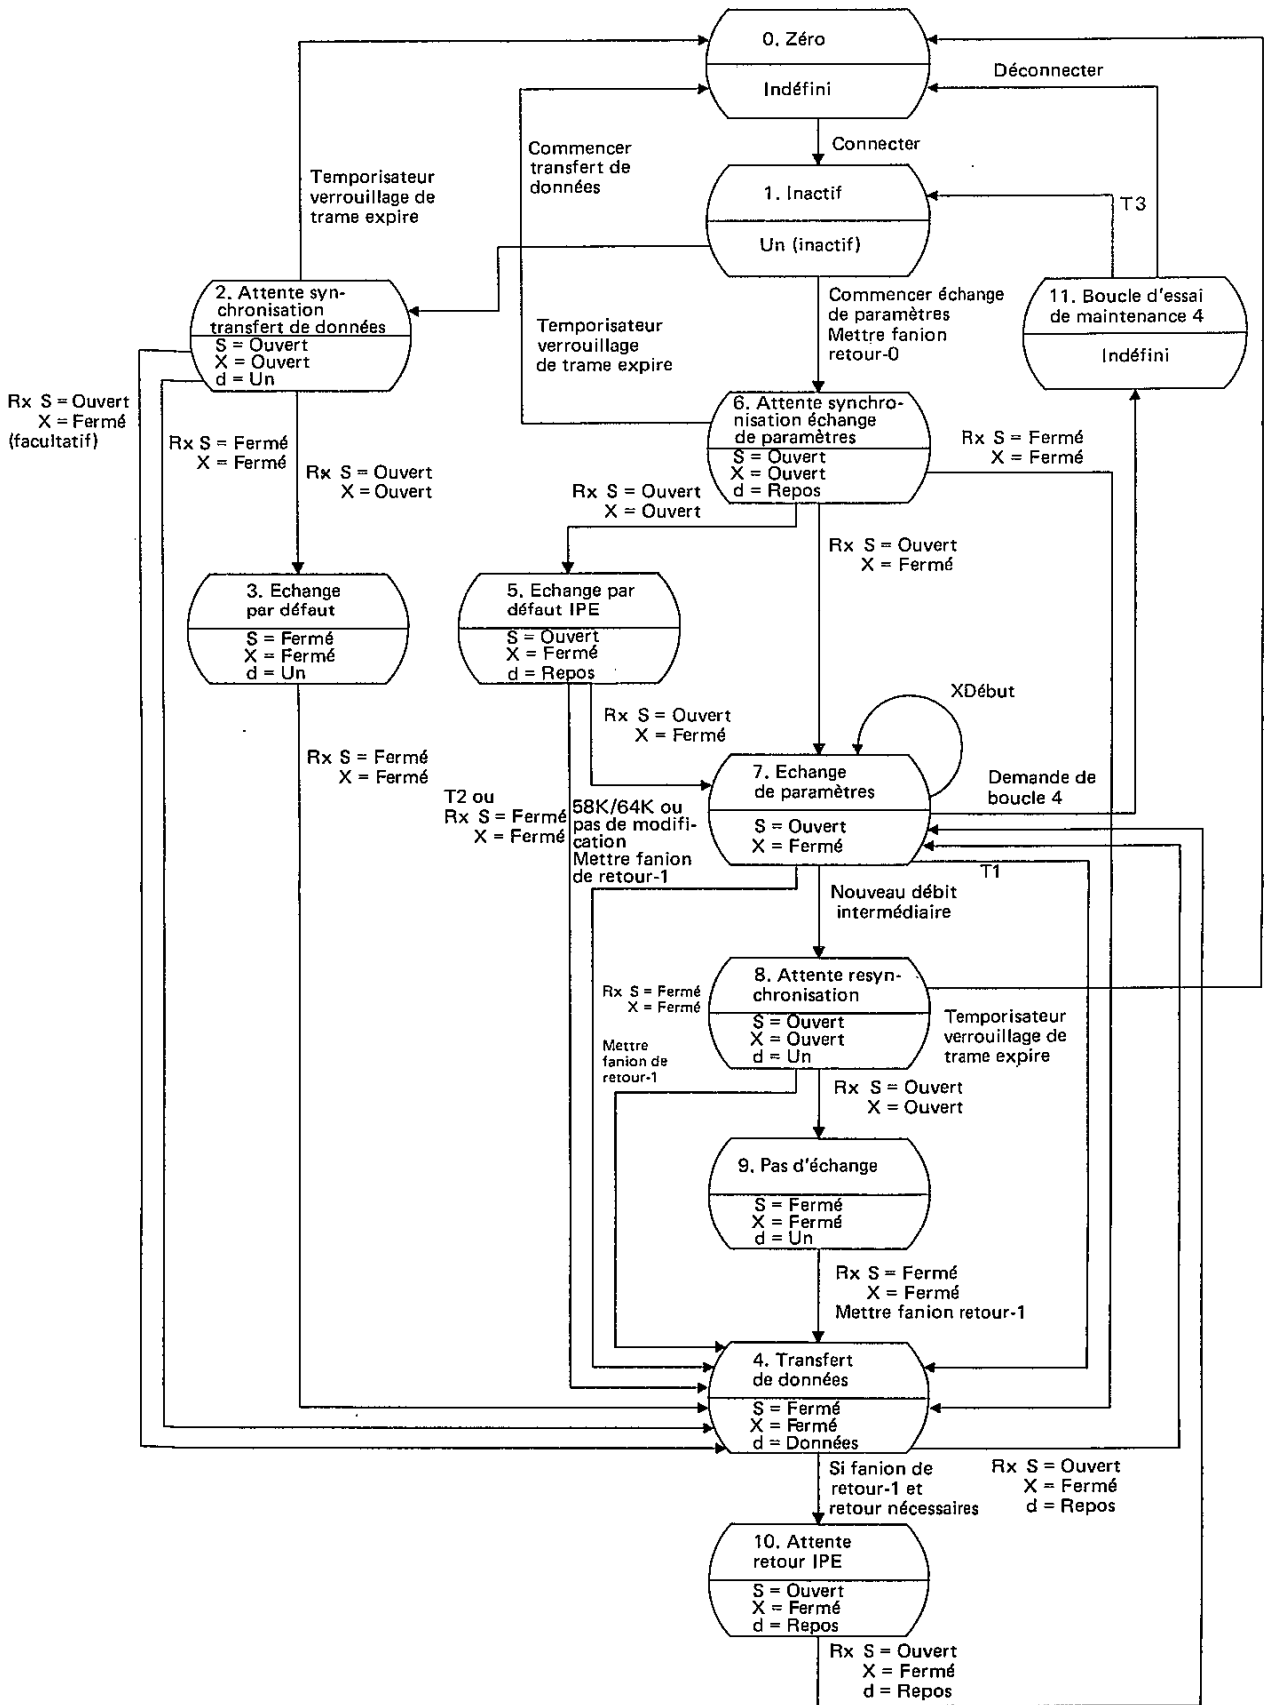 0. Zéro
Indéfini
Déconnecter
Connecter
Commencer
transfert de
données
Temporisateur
verrouillage de
trame expire
1. Inactif
Un (inactif)
T3
2. Attente syn-
chronisation
transfert de données
S = Ouvert
X = Ouvert
d = Un
Temporisateur
verrouillage
de trame expire
Commencer échange
de paramètres
Mettre fanion
retour-0
11. Boucle d'essai
de maintenance 4
Indéfini
Rx S = Ouvert
X = Fermé
(facultatif)
Rx S = Fermé
X = Fermé
Rx S = Ouvert
X = Ouvert
6. Attente synchro-
nisation échange
de paramètres
S = Ouvert
X = Ouvert
d = Repos
Rx S = Fermé
X = Fermé
Rx S = Ouvert
X = Ouvert
Rx S = Ouvert
X = Fermé
3. Echange
par défaut
S = Fermé
X = Fermé
d = Un
5. Echange par
défaut IPE
S = Ouvert
X = Fermé
d = Repos
XDébut
Rx S = Ouvert
X = Fermé
Rx S = Fermé
X = Fermé
7. Echange
de paramètres
S = Ouvert
X = Fermé
Demande de
boucle 4
T2 ou
Rx S = Fermé
X = Fermé
58K/64K ou
pas de modifi-
cation
Mettre fanion
de retour-1
T1
Nouveau débit
intermédiaire
8. Attente resyn-
chronisation
S = Ouvert
X = Ouvert
d = Un
Rx S = Fermé
X = Fermé
Mettre
fanion de
retour-1
Temporisateur
verrouillage de
trame expire
Rx S = Ouvert
X = Ouvert
9. Pas d'échange
S = Fermé
X = Fermé
d = Un
Rx S = Fermé
X = Fermé
Mettre fanion retour-1
4. Transfert
de données
S = Fermé
X = Fermé
d = Données
Si fanion de
retour-1 et
retour nécessaires
Rx S = Ouvert
X = Fermé
d = Repos
10. Attente
retour IPE
S = Ouvert
X = Fermé
d = Repos
Rx S = Ouvert
X = Fermé
d = Repos